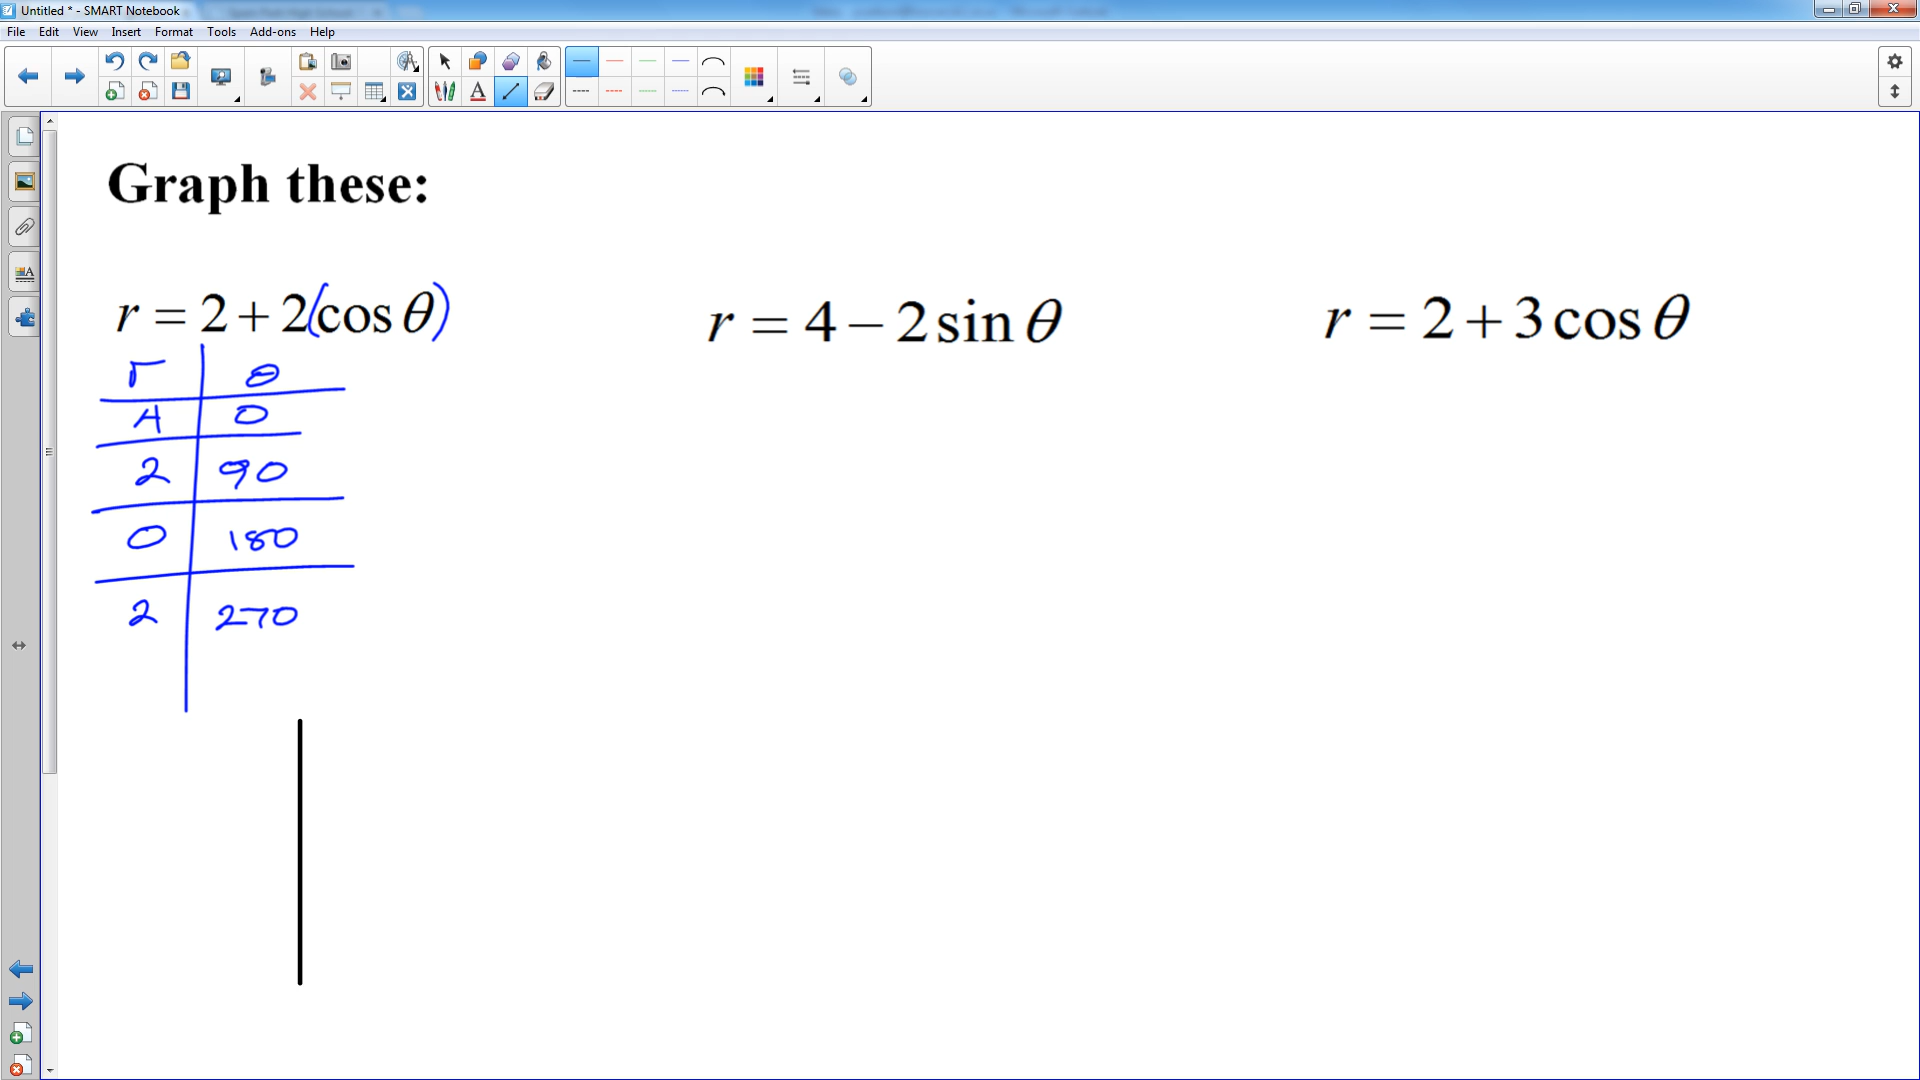 Untitled * - SMART Notebook
File Edit View Insert Format Tools Add-ons Help
Graph these:
r = 2 + 2(cos θ)
r = 4 − 2 sin θ
r = 2 + 3 cos θ
r θ
4 0
2 90
0 180
2 270